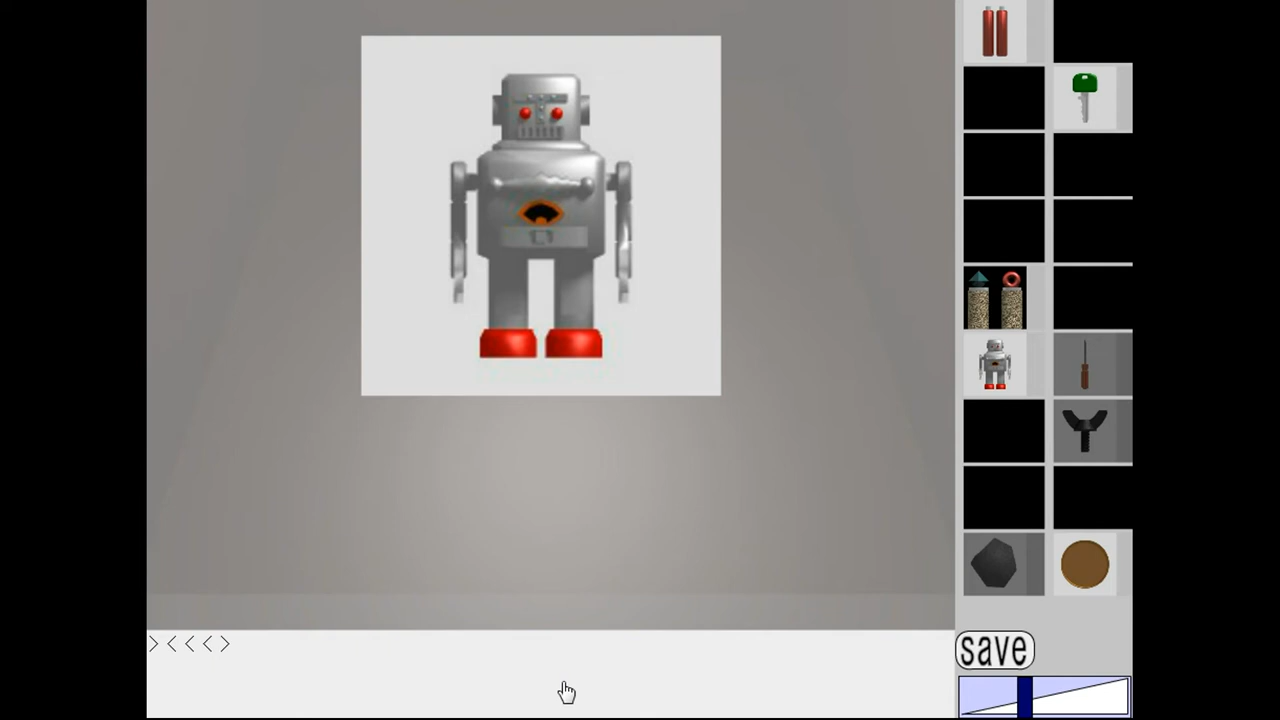 > < < < >
save